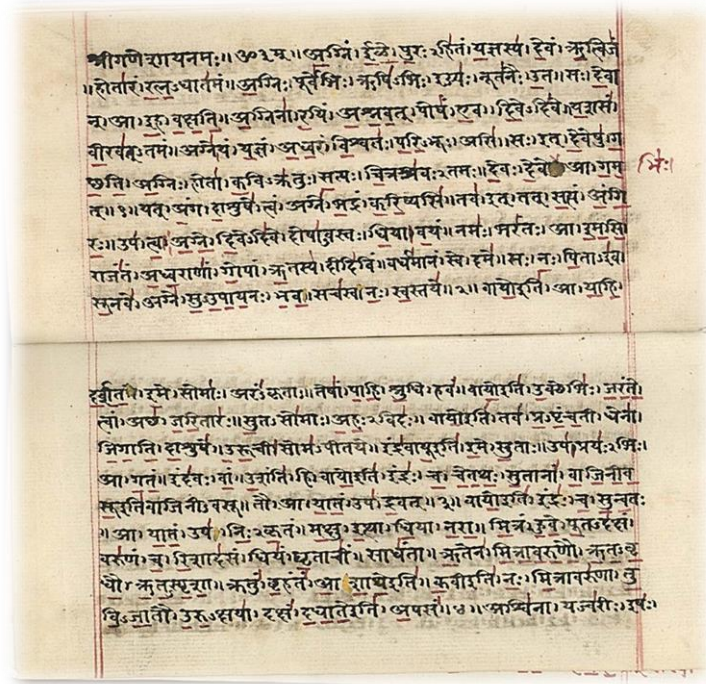 श्रीगणेशायनमः॥ॐ३म्॥ अग्निं। ईळे। पुरःऽहितं। यज्ञस्य। देवं। ऋत्विजं
॥होतारं। रत्नऽधातमं॥ अग्निः। पूर्वेभिः। ऋषिऽभिः। ईड्यः। नूतनैः। उत॥ सः। देवा
न्। आ। इह। वक्षति॥ अग्निना। रयिं। अश्नवत्। पोषं। एव। दिवेऽदिवे॥ यशसं
वीरवत्ऽतमं॥ अग्ने। यं। यज्ञं। अध्वरं। विश्वतः। परिऽभूः। असि॥ सः। इत्। देवेषु। ग
च्छति॥ अग्निः। होता। कविऽक्रतुः। सत्यः। चित्रश्रवःऽतमः॥ देवः। देवे। आ। गम
भिः।
त्॥१॥ यत्। अंग। दाशुषे। त्वं। अग्ने। भद्रं। करिष्यसि॥ तव। इत्। तत्। सत्यं। अंगि
रः॥ उप। त्वा। अग्ने। दिवेऽदिवे। दोषाऽवस्तः। धिया। वयं॥ नमः। भरंतः। आ। इमसि
राजंतं। अध्वराणां। गोपां। ऋतस्य। दीदिविं॥ वर्धमानं। स्वे। दमे॥ सः। नः। पिताऽइव।
सूनवे। अग्ने। सुऽउपायनः। भव॥ सचस्व। नः। स्वस्तये॥२॥ वायोइति। आ। याहि।
दर्शत। इमे। सोमाः। अरंऽकृताः॥ तेषां। पाहि। श्रुधि। हवं॥ वायोइति। उक्थेभिः। जरंते
त्वां। अच्छ। जरितारः॥ सुतऽसोमाः। अहःऽविदः॥ वायोइति। तव। प्रऽपृंचती। धेना।
जिगाति। दाशुषे॥ उरूची। सोमऽपीतये॥ इंद्रवायूइति। इमे। सुताः॥ उप। प्रयःऽभिः।
आ। गतं॥ इंदवः। वां। उशंति। हि॥ वायोइति। इंद्रः। च। चेतथः। सुतानां। वाजिनीव
सूइतिवाजिनीऽवसू॥ तौ। आ। यातं। उप। द्रवत्॥३॥ वायोइति। इंद्रः। च। सुन्वतः
॥आ। यातं। उप। निःऽकृतं॥ मक्षु। इत्था। धिया। नरा॥ मित्रं। हुवे। पूतऽदक्षं।
वरुणं। च। रिशादसं॥ धियं। घृताचीं। साधंता॥ ऋतेन। मित्रावरुणौ। ऋतऽवृ
धौ। ऋतऽस्पृशा॥ क्रतुं। बृहंतं। आशाथेइति॥ कवीइति। नः। मित्रावरुणा। तु
विऽजातौ। उरुऽक्षया॥ दक्षं। दधातेइति। अपसं॥४॥ अश्विना। यज्वरीः। इषः।